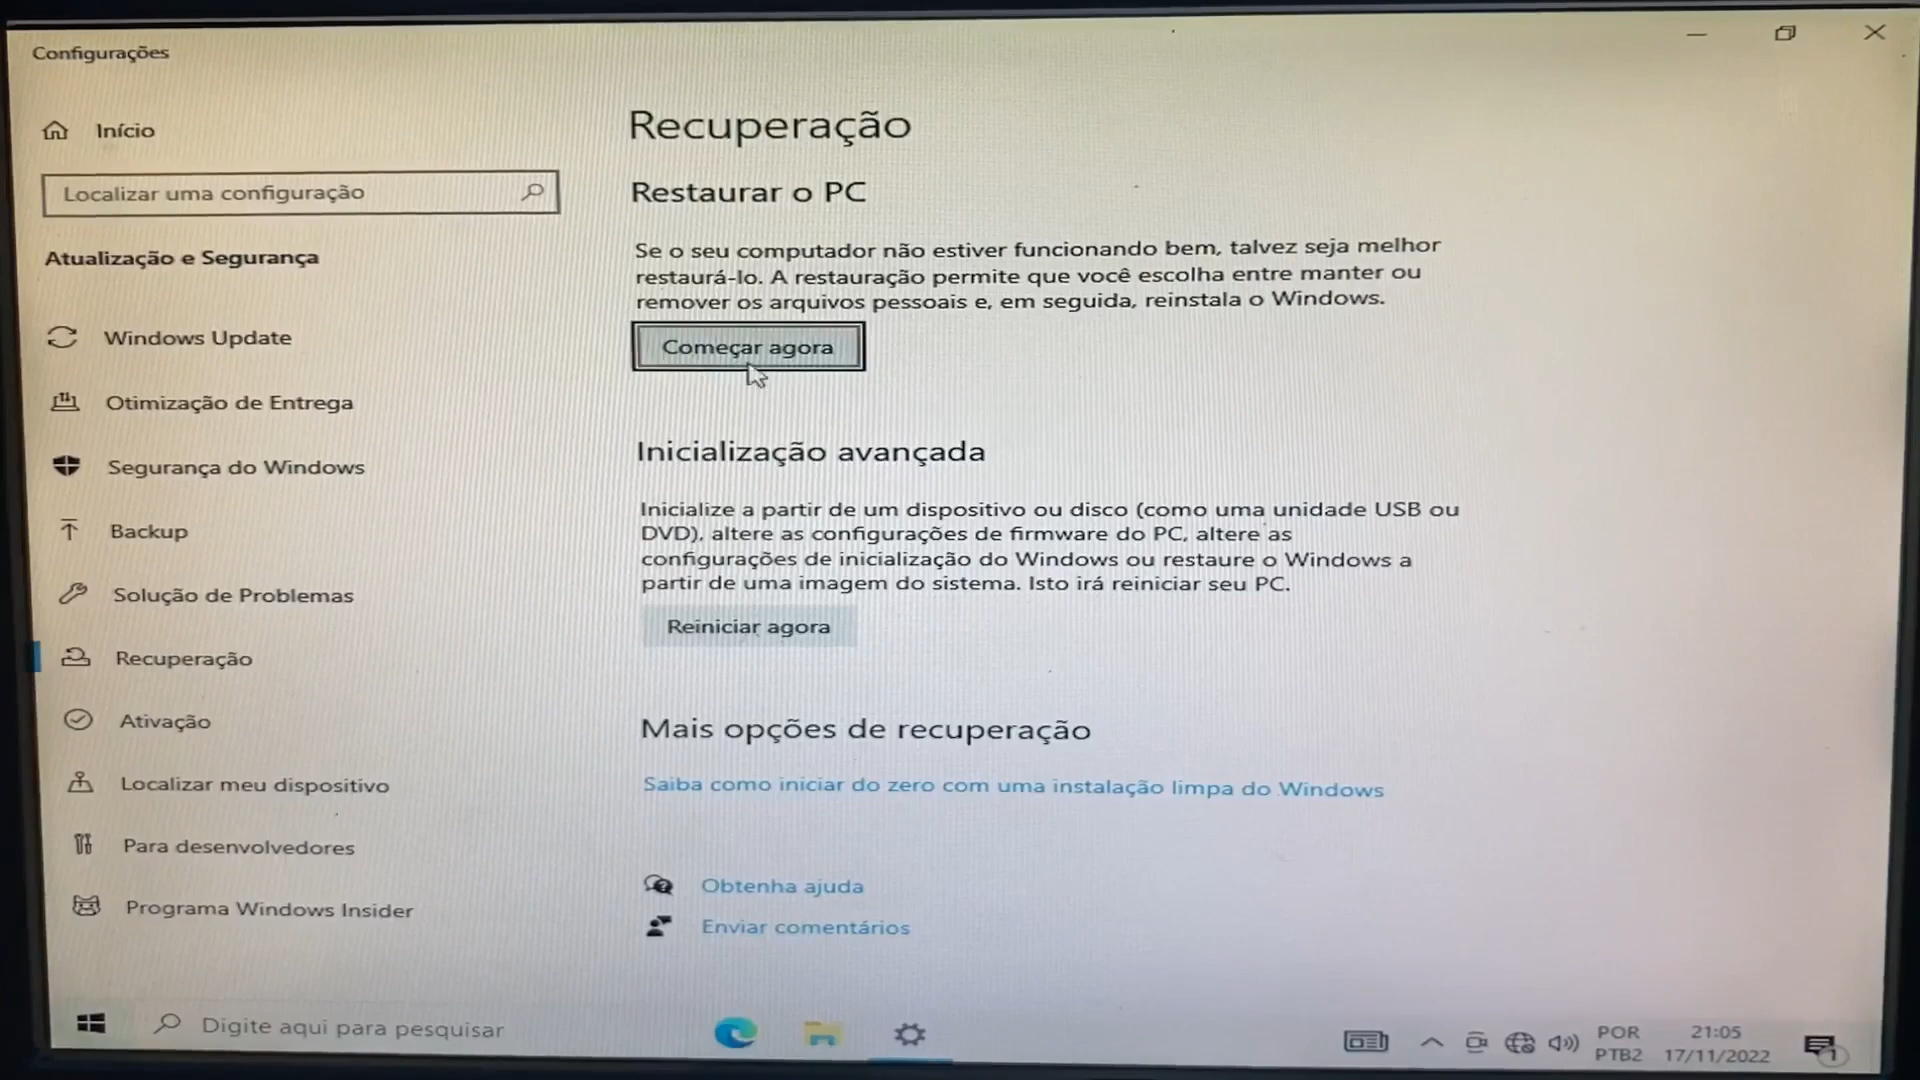 Configurações
Início
Localizar uma configuração
Atualização e Segurança
Windows Update
Otimização de Entrega
Segurança do Windows
Backup
Solução de Problemas
Recuperação
Ativação
Localizar meu dispositivo
Para desenvolvedores
Programa Windows Insider
Recuperação
Restaurar o PC
Se o seu computador não estiver funcionando bem, talvez seja melhor
restaurá-lo. A restauração permite que você escolha entre manter ou
remover os arquivos pessoais e, em seguida, reinstala o Windows.
Começar agora
Inicialização avançada
Inicialize a partir de um dispositivo ou disco (como uma unidade USB ou
DVD), altere as configurações de firmware do PC, altere as
configurações de inicialização do Windows ou restaure o Windows a
partir de uma imagem do sistema. Isto irá reiniciar seu PC.
Reiniciar agora
Mais opções de recuperação
Saiba como iniciar do zero com uma instalação limpa do Windows
Obtenha ajuda
Enviar comentários
Digite aqui para pesquisar
POR
PTB2
21:05
17/11/2022
1